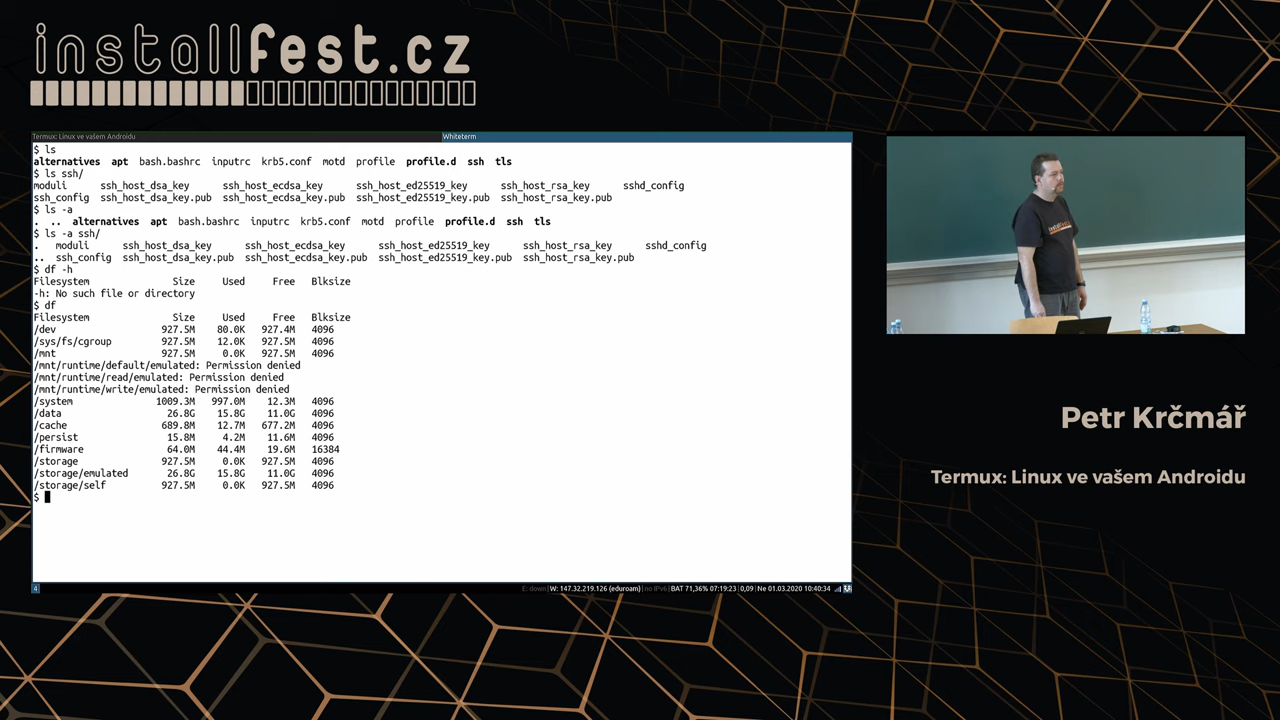 installfest.cz
Termux: Linux ve vašem Androidu
Whiteterm
$ ls
alternatives apt bash.bashrc inputrc krb5.conf motd profile profile.d ssh tls
$ ls ssh/
moduli ssh_host_dsa_key ssh_host_ecdsa_key ssh_host_ed25519_key ssh_host_rsa_key sshd_config
ssh_config ssh_host_dsa_key.pub ssh_host_ecdsa_key.pub ssh_host_ed25519_key.pub ssh_host_rsa_key.pub
$ ls -a
. .. alternatives apt bash.bashrc inputrc krb5.conf motd profile profile.d ssh tls
$ ls -a ssh/
. moduli ssh_host_dsa_key ssh_host_ecdsa_key ssh_host_ed25519_key ssh_host_rsa_key sshd_config
.. ssh_config ssh_host_dsa_key.pub ssh_host_ecdsa_key.pub ssh_host_ed25519_key.pub ssh_host_rsa_key.pub
$ df -h
Filesystem Size Used Free Blksize
-h: No such file or directory
$ df
Filesystem Size Used Free Blksize
/dev 927.5M 80.0K 927.4M 4096
/sys/fs/cgroup 927.5M 12.0K 927.5M 4096
/mnt 927.5M 0.0K 927.5M 4096
/mnt/runtime/default/emulated: Permission denied
/mnt/runtime/read/emulated: Permission denied
/mnt/runtime/write/emulated: Permission denied
/system 1009.3M 997.0M 12.3M 4096
/data 26.8G 15.8G 11.0G 4096
/cache 689.8M 12.7M 677.2M 4096
/persist 15.8M 4.2M 11.6M 4096
/firmware 64.0M 44.4M 19.6M 16384
/storage 927.5M 0.0K 927.5M 4096
/storage/emulated 26.8G 15.8G 11.0G 4096
/storage/self 927.5M 0.0K 927.5M 4096
$
4
E: down|W: 147.32.219.126 (eduroam)|no IPv6|BAT 71,36% 07:19:23|0,09|Ne 01.03.2020 10:40:34
Petr Krčmář
Termux: Linux ve vašem Androidu